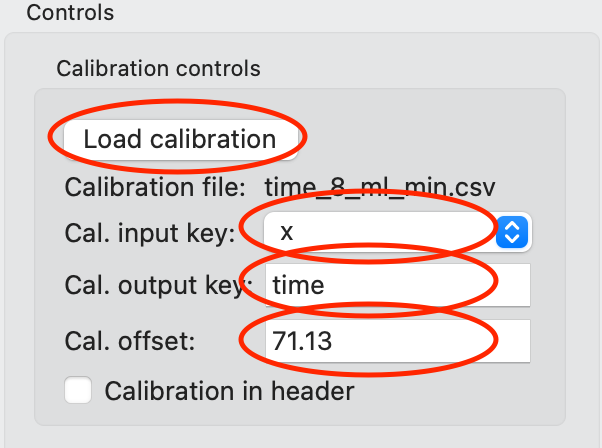 Controls
Calibration controls
Load calibration
Calibration file: time_8_ml_min.csv
Cal. input key: x
Cal. output key: time
Cal. offset: 71.13
Calibration in header